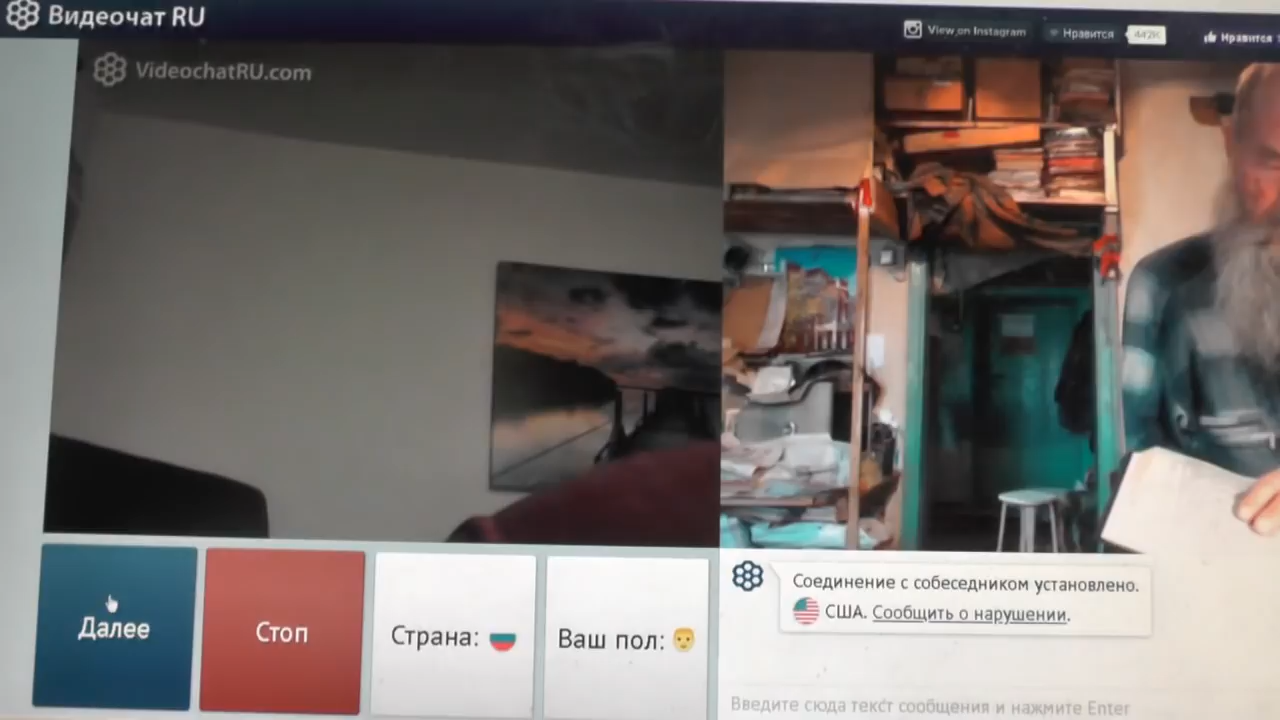 Видеочат RU
View on Instagram
Нравится
442K
Нравится
VideochatRU.com
Далее
Стоп
Страна:
Ваш пол:
Соединение с собеседником установлено.
США. Сообщить о нарушении.
Введите сюда текст сообщения и нажмите Enter